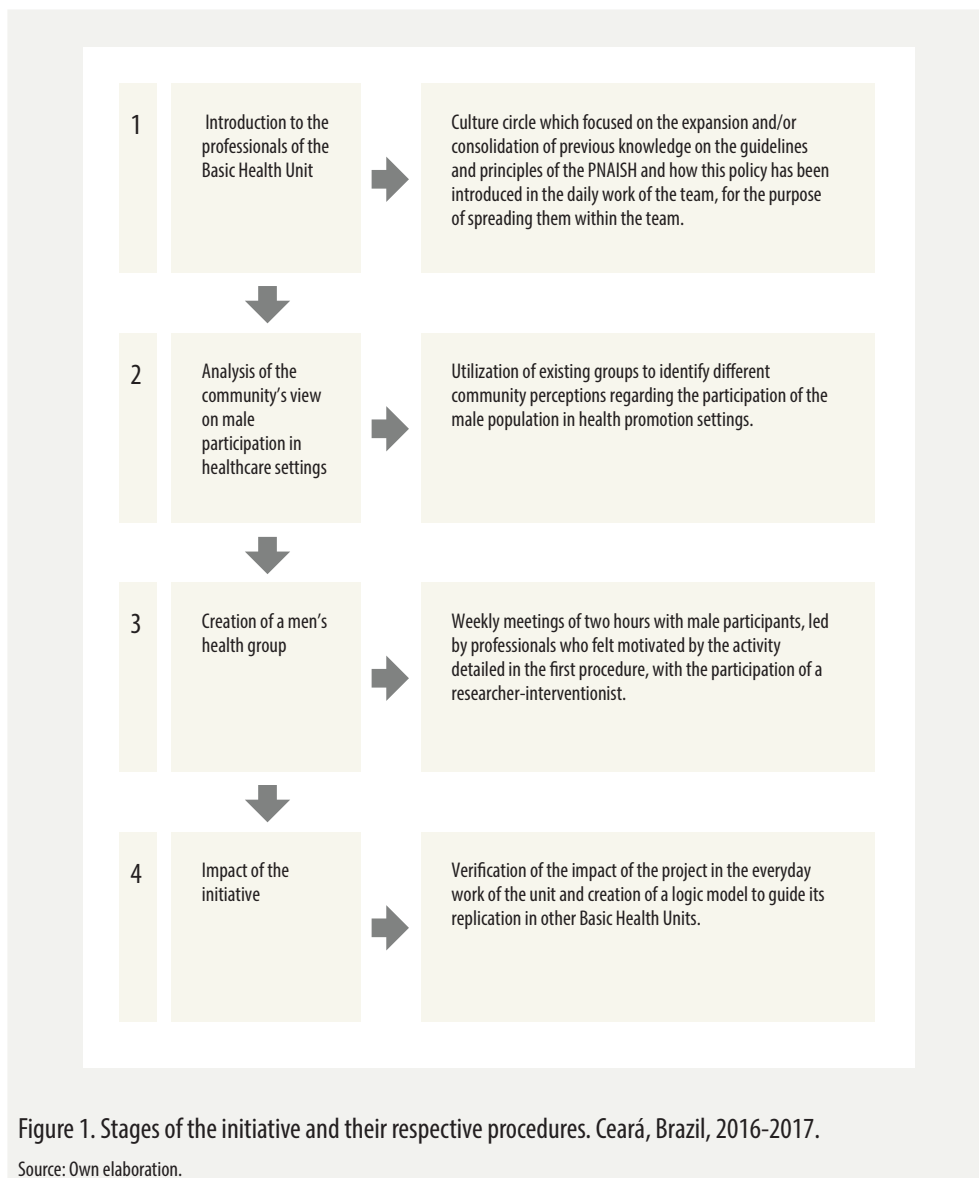 1
Introduction to the
professionals of the
Basic Health Unit
Culture circle which focused on the expansion and/or
consolidation of previous knowledge on the guidelines
and principles of the PNAISH and how this policy has been
introduced in the daily work of the team, for the purpose
of spreading them within the team.
2
Analysis of the
community's view
on male
participation in
healthcare settings
Utilization of existing groups to identify different
community perceptions regarding the participation of the
male population in health promotion settings.
3
Creation of a men's
health group
Weekly meetings of two hours with male participants, led
by professionals who felt motivated by the activity
detailed in the first procedure, with the participation of a
researcher-interventionist.
4
Impact of the
initiative
Verification of the impact of the project in the everyday
work of the unit and creation of a logic model to guide its
replication in other Basic Health Units.
Figure 1. Stages of the initiative and their respective procedures. Ceará, Brazil, 2016-2017.
Source: Own elaboration.